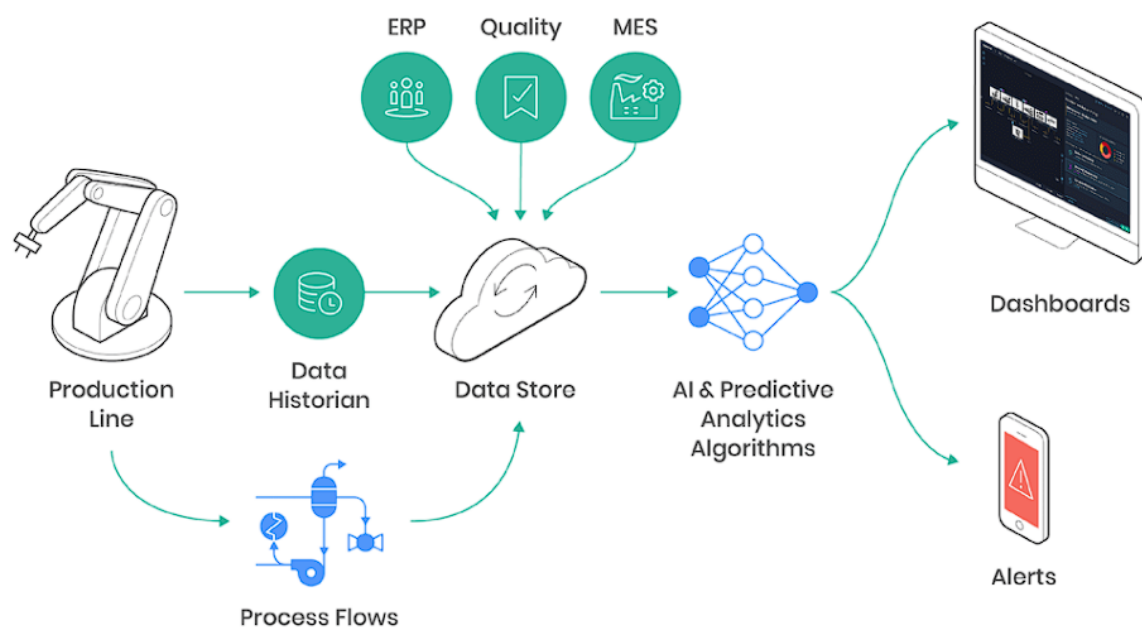 ERP
Quality
MES
Production
Line
Data
Historian
Data Store
AI & Predictive
Analytics
Algorithms
Dashboards
Process Flows
Alerts